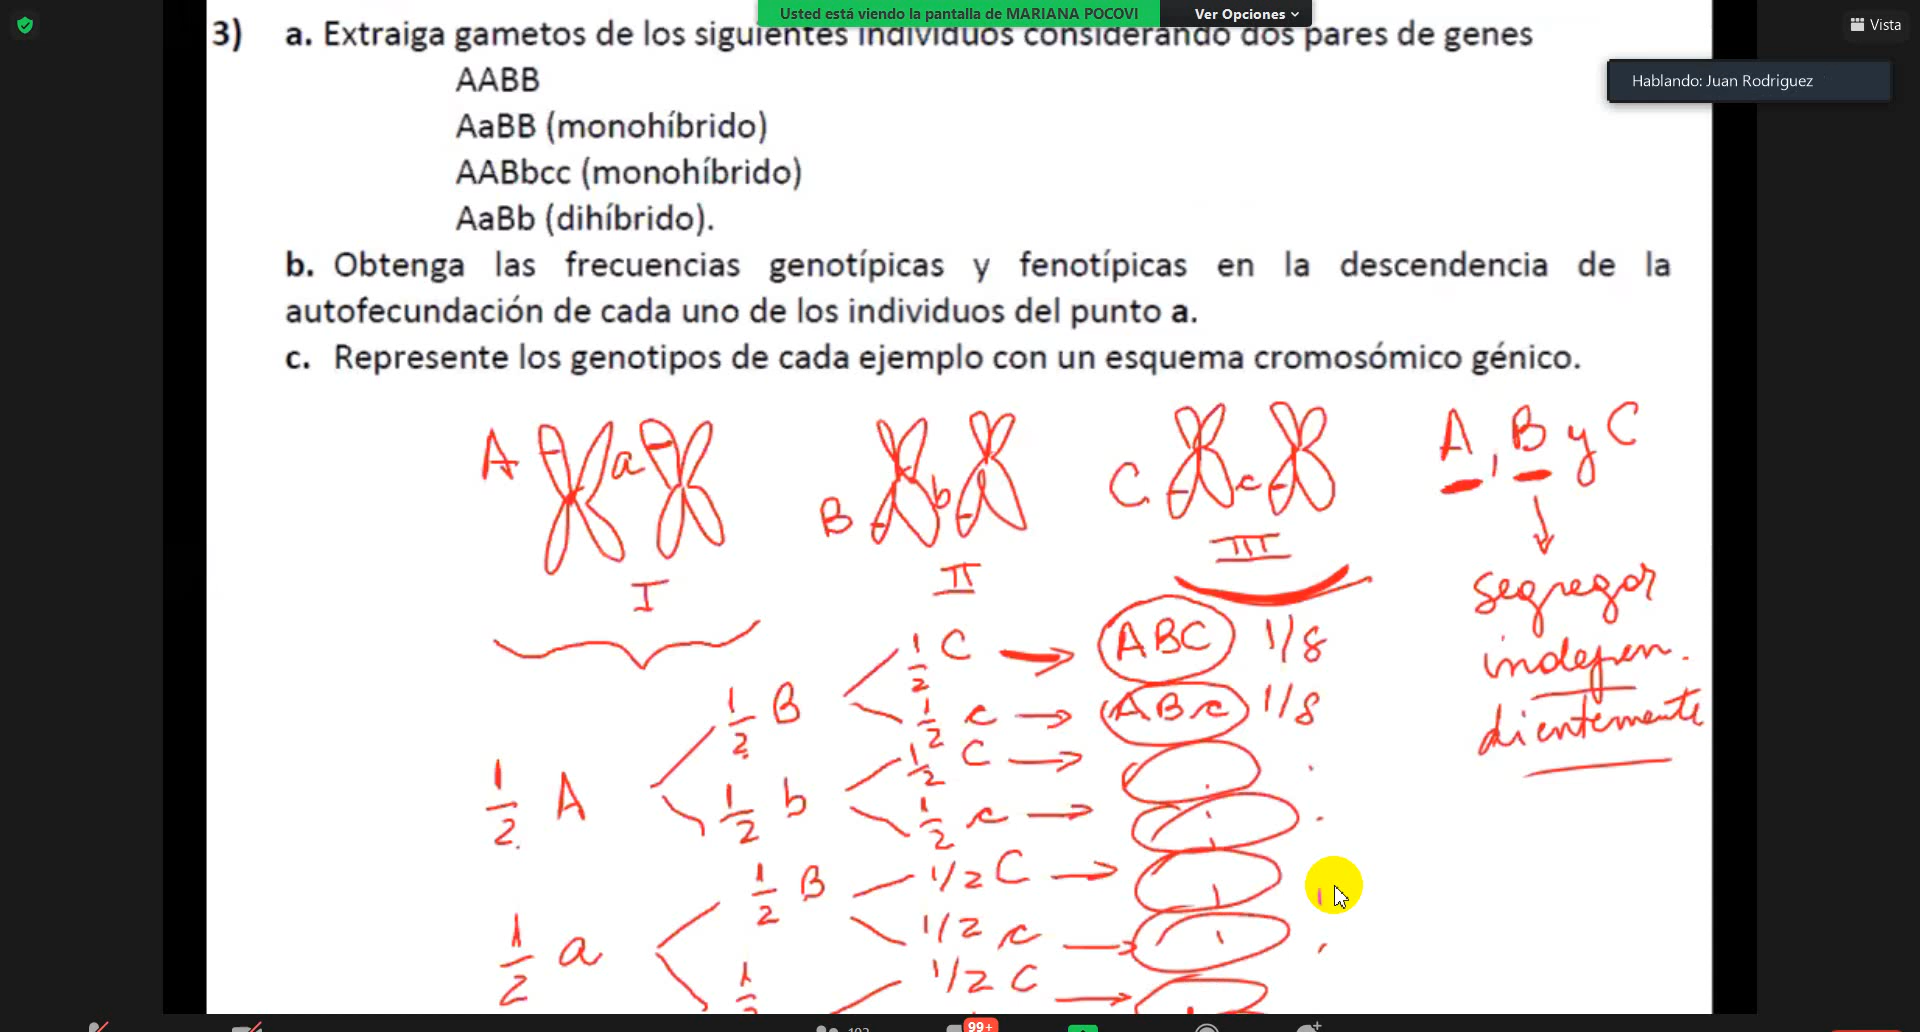 Usted está viendo la pantalla de MARIANA POCOVI
Ver Opciones
Vista
Hablando: Juan Rodriguez
3) a. Extraiga gametos de los siguientes individuos considerando dos pares de genes
AABB
AaBB (monohíbrido)
AABbcc (monohíbrido)
AaBb (dihíbrido).
b. Obtenga las frecuencias genotípicas y fenotípicas en la descendencia de la
autofecundación de cada uno de los individuos del punto a.
c. Represente los genotipos de cada ejemplo con un esquema cromosómico génico.
A a B b C c A, B y C
I II III
segregar
indepen.
dientemente
1/2 C ABC 1/8
1/2 B
1/2 c ABc 1/8
1/2 A
1/2 C
1/2 b
1/2 c
1/2 B 1/2 C
1/2 a 1/2 c
1/2 C
99+